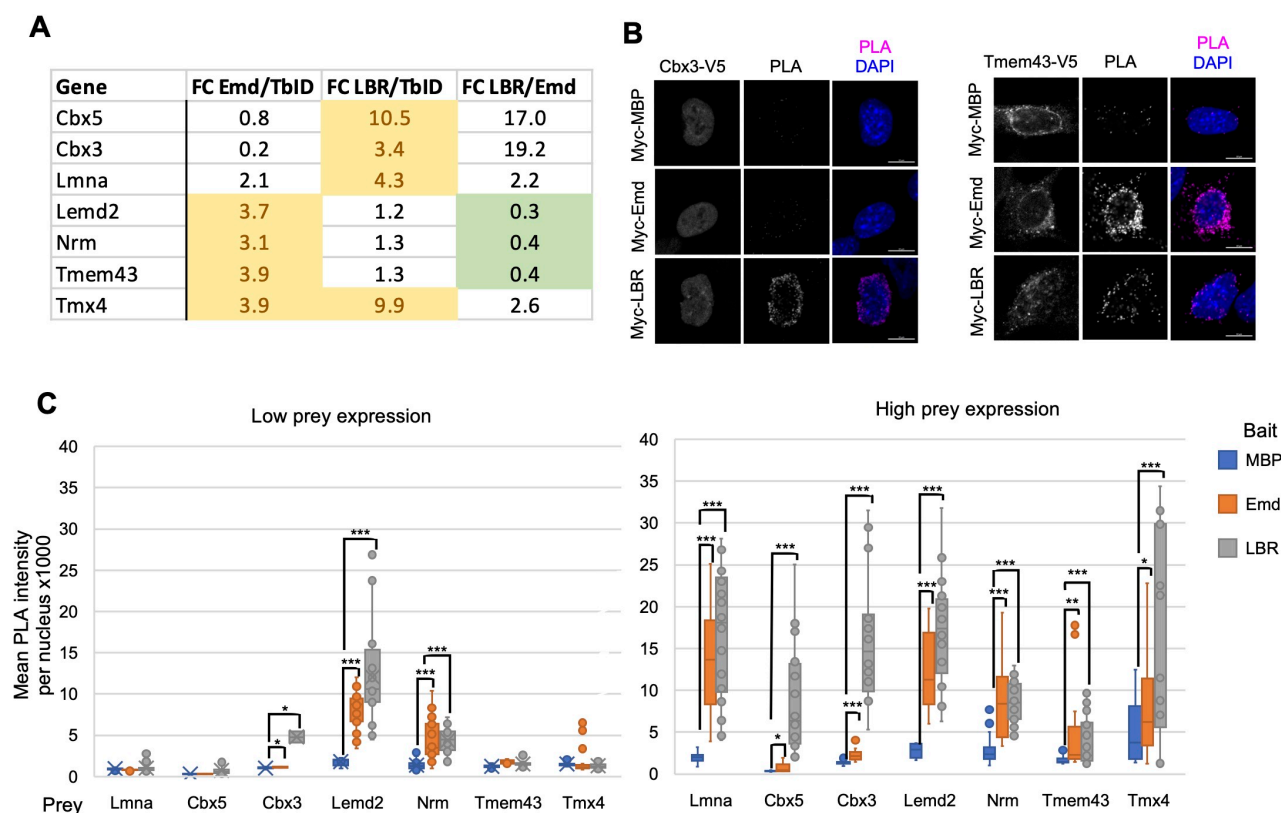 A
Gene FC Emd/TbID FC LBR/TbID FC LBR/Emd
Cbx5 0.8 10.5 17.0
Cbx3 0.2 3.4 19.2
Lmna 2.1 4.3 2.2
Lemd2 3.7 1.2 0.3
Nrm 3.1 1.3 0.4
Tmem43 3.9 1.3 0.4
Tmx4 3.9 9.9 2.6
B
PLA
Cbx3-V5 PLA DAPI
Myc-MBP
Myc-Emd
Myc-LBR
PLA
Tmem43-V5 PLA DAPI
Myc-MBP
Myc-Emd
Myc-LBR
C
Low prey expression
Mean PLA intensity
per nucleus x1000
40
35
30
25
20
15
10
5
0
* * *** *** *** ***
Prey Lmna Cbx5 Cbx3 Lemd2 Nrm Tmem43 Tmx4
High prey expression
40
35
30
25
20
15
10
5
0
*** *** * *** *** *** *** *** *** *** ** *** * ***
Lmna Cbx5 Cbx3 Lemd2 Nrm Tmem43 Tmx4
Bait
MBP
Emd
LBR